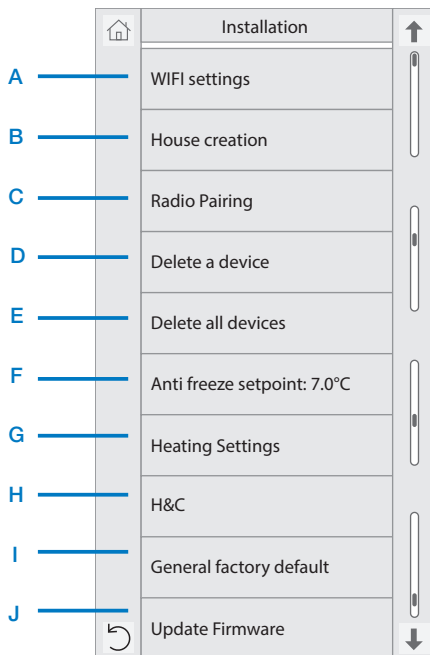 Installation
A WIFI settings
B House creation
C Radio Pairing
D Delete a device
E Delete all devices
F Anti freeze setpoint: 7.0°C
G Heating Settings
H H&C
I General factory default
J Update Firmware